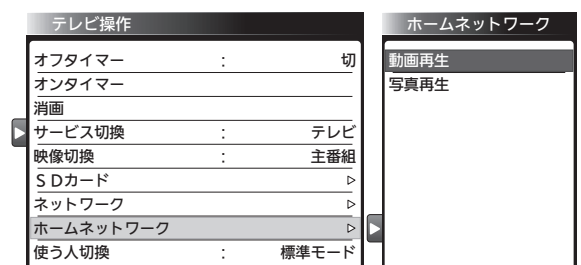 テレビ操作
オフタイマー : 切
オンタイマー
消画
サービス切換 : テレビ
映像切換 : 主番組
SDカード ▷
ネットワーク ▷
ホームネットワーク ▷
使う人切換 : 標準モード
ホームネットワーク
動画再生
写真再生